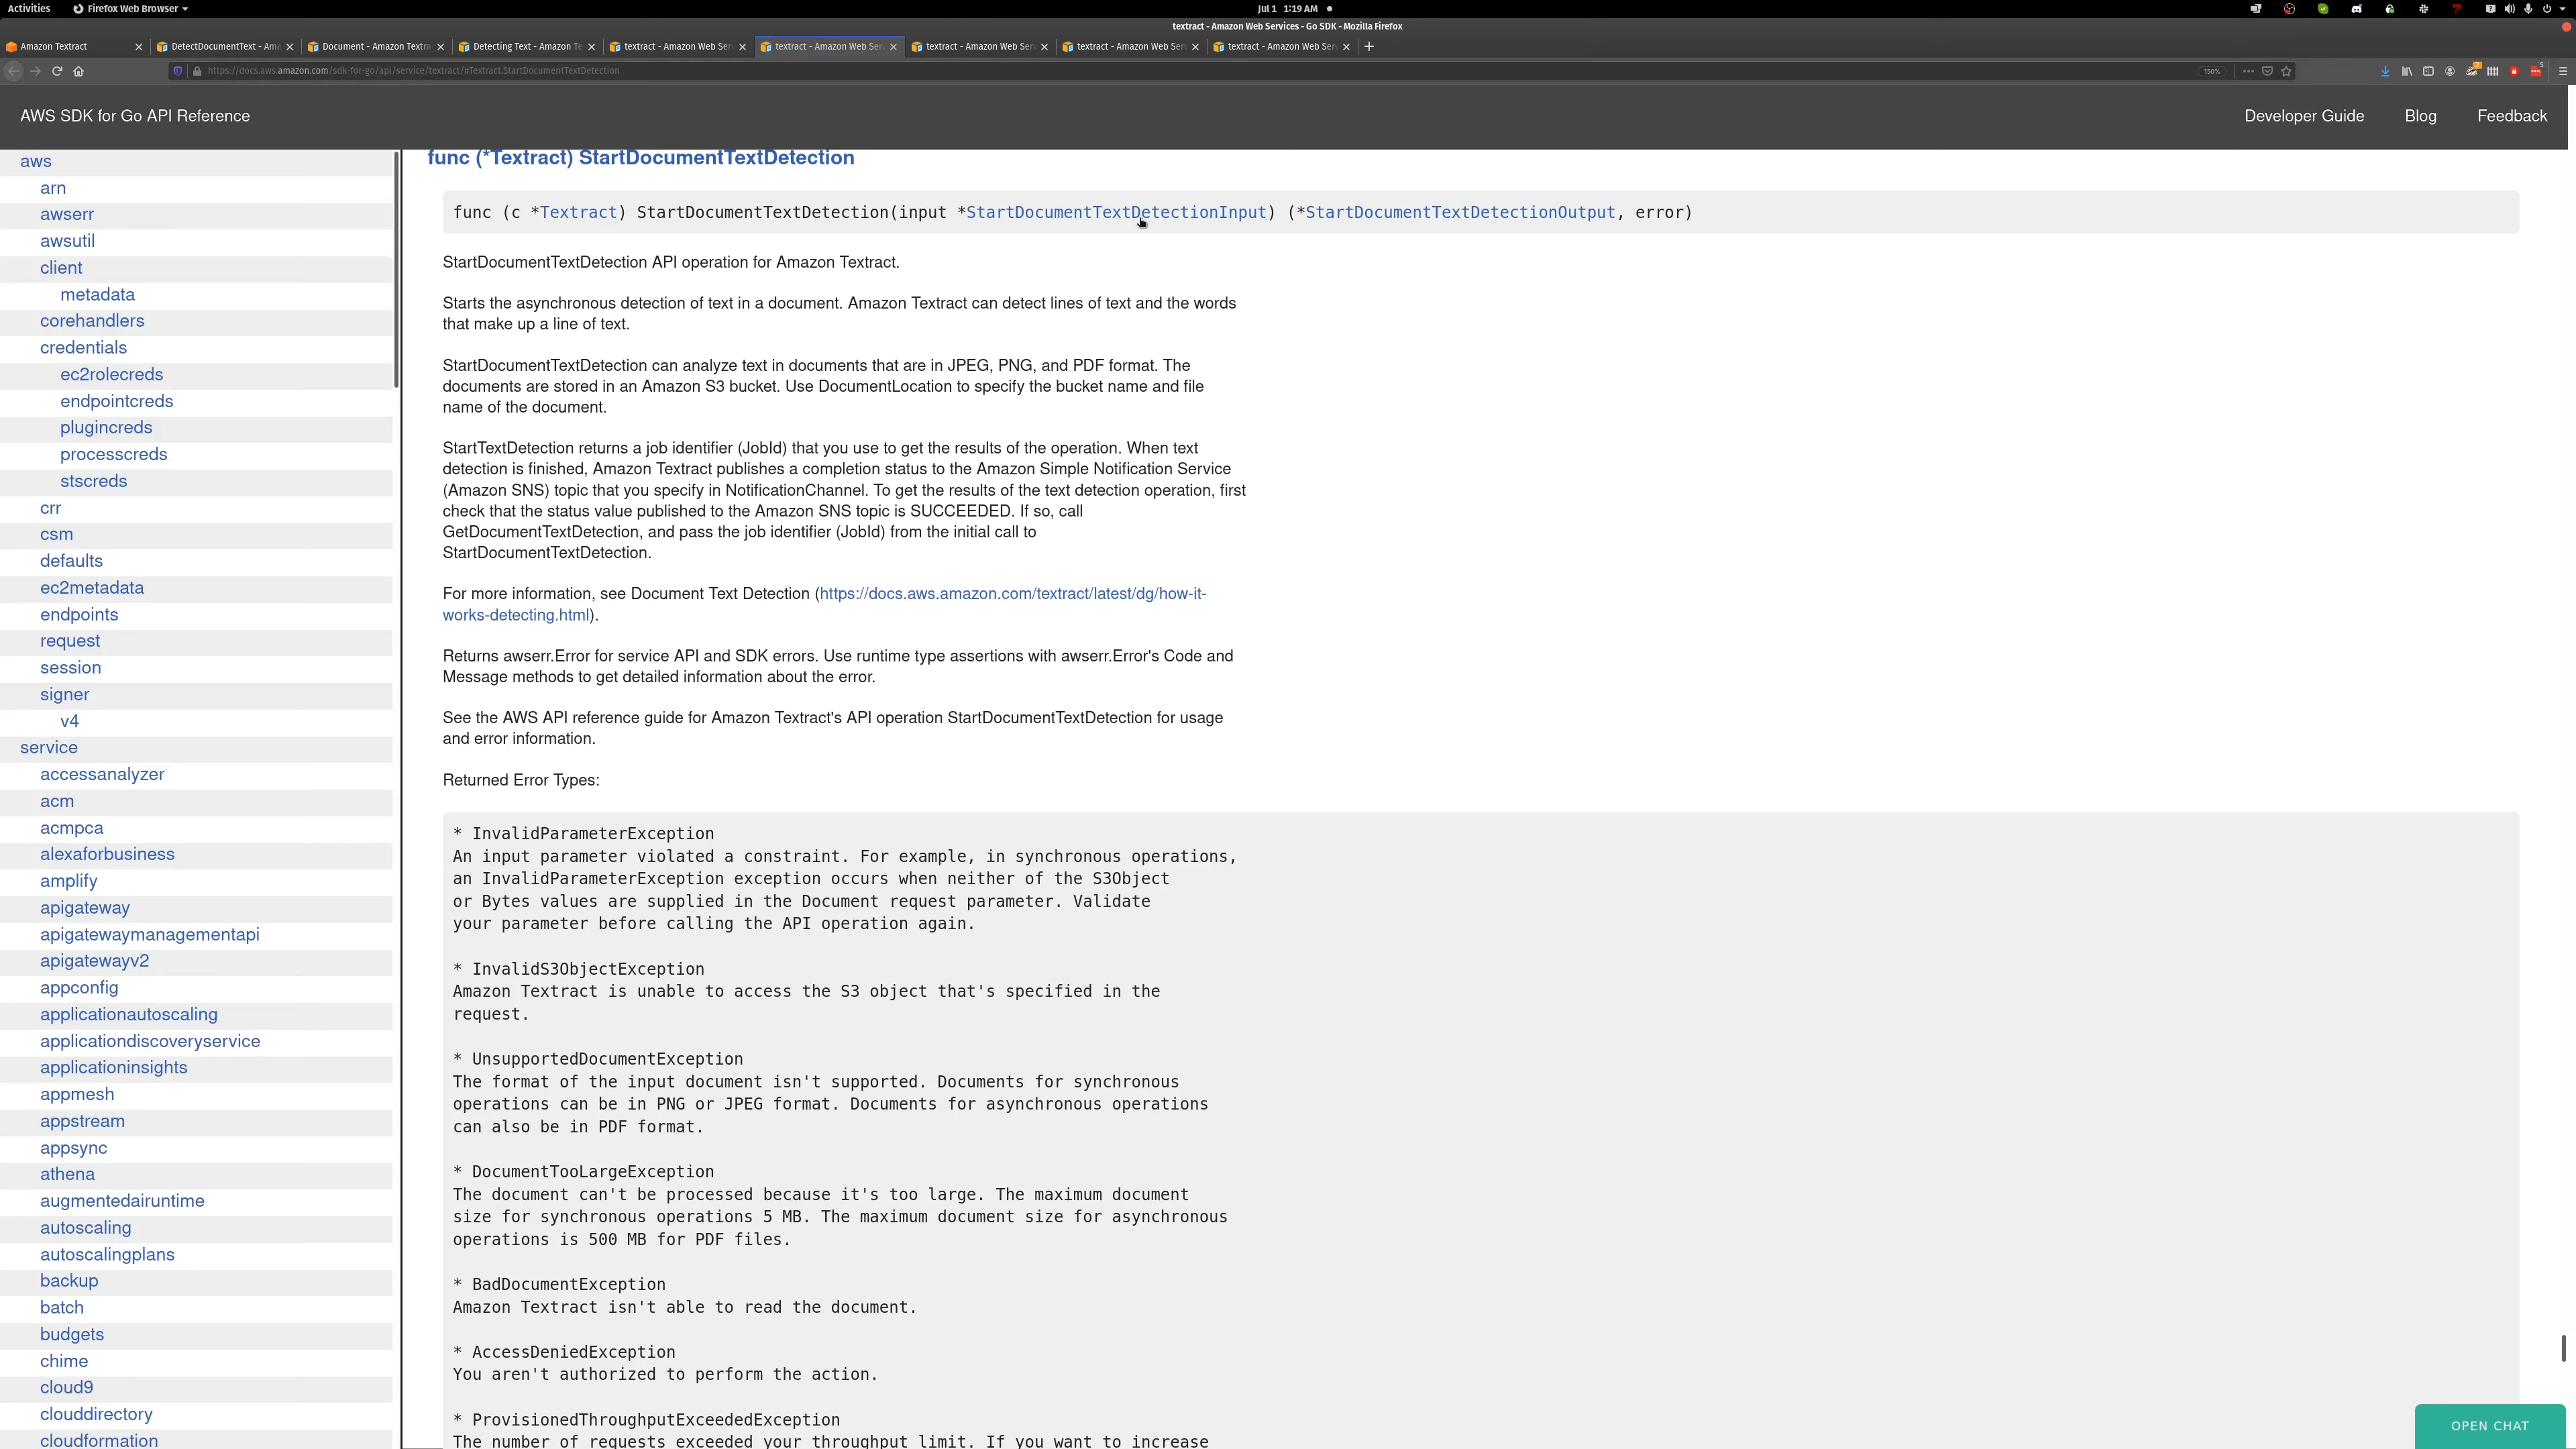 Activities
Firefox Web Browser
Jul 1 1:19 AM
textract - Amazon Web Services - Go SDK - Mozilla Firefox
Amazon Textract
DetectDocumentText - Ama
Document - Amazon Textra
Detecting Text - Amazon Te
textract - Amazon Web Ser
textract - Amazon Web Ser
textract - Amazon Web Ser
textract - Amazon Web Ser
textract - Amazon Web Ser
https://docs.aws.amazon.com/sdk-for-go/api/service/textract/#Textract.StartDocumentTextDetection
150%
AWS SDK for Go API Reference
Developer Guide
Blog
Feedback
aws
arn
awserr
awsutil
client
metadata
corehandlers
credentials
ec2rolecreds
endpointcreds
plugincreds
processcreds
stscreds
crr
csm
defaults
ec2metadata
endpoints
request
session
signer
v4
service
accessanalyzer
acm
acmpca
alexaforbusiness
amplify
apigateway
apigatewaymanagementapi
apigatewayv2
appconfig
applicationautoscaling
applicationdiscoveryservice
applicationinsights
appmesh
appstream
appsync
athena
augmentedairuntime
autoscaling
autoscalingplans
backup
batch
budgets
chime
cloud9
clouddirectory
cloudformation
func (*Textract) StartDocumentTextDetection
func (c *Textract) StartDocumentTextDetection(input *StartDocumentTextDetectionInput) (*StartDocumentTextDetectionOutput, error)
StartDocumentTextDetection API operation for Amazon Textract.
Starts the asynchronous detection of text in a document. Amazon Textract can detect lines of text and the words
that make up a line of text.
StartDocumentTextDetection can analyze text in documents that are in JPEG, PNG, and PDF format. The
documents are stored in an Amazon S3 bucket. Use DocumentLocation to specify the bucket name and file
name of the document.
StartTextDetection returns a job identifier (JobId) that you use to get the results of the operation. When text
detection is finished, Amazon Textract publishes a completion status to the Amazon Simple Notification Service
(Amazon SNS) topic that you specify in NotificationChannel. To get the results of the text detection operation, first
check that the status value published to the Amazon SNS topic is SUCCEEDED. If so, call
GetDocumentTextDetection, and pass the job identifier (JobId) from the initial call to
StartDocumentTextDetection.
For more information, see Document Text Detection (https://docs.aws.amazon.com/textract/latest/dg/how-it-
works-detecting.html).
Returns awserr.Error for service API and SDK errors. Use runtime type assertions with awserr.Error's Code and
Message methods to get detailed information about the error.
See the AWS API reference guide for Amazon Textract's API operation StartDocumentTextDetection for usage
and error information.
Returned Error Types:
* InvalidParameterException
An input parameter violated a constraint. For example, in synchronous operations,
an InvalidParameterException exception occurs when neither of the S3Object
or Bytes values are supplied in the Document request parameter. Validate
your parameter before calling the API operation again.
* InvalidS3ObjectException
Amazon Textract is unable to access the S3 object that's specified in the
request.
* UnsupportedDocumentException
The format of the input document isn't supported. Documents for synchronous
operations can be in PNG or JPEG format. Documents for asynchronous operations
can also be in PDF format.
* DocumentTooLargeException
The document can't be processed because it's too large. The maximum document
size for synchronous operations 5 MB. The maximum document size for asynchronous
operations is 500 MB for PDF files.
* BadDocumentException
Amazon Textract isn't able to read the document.
* AccessDeniedException
You aren't authorized to perform the action.
* ProvisionedThroughputExceededException
The number of requests exceeded your throughput limit. If you want to increase
OPEN CHAT